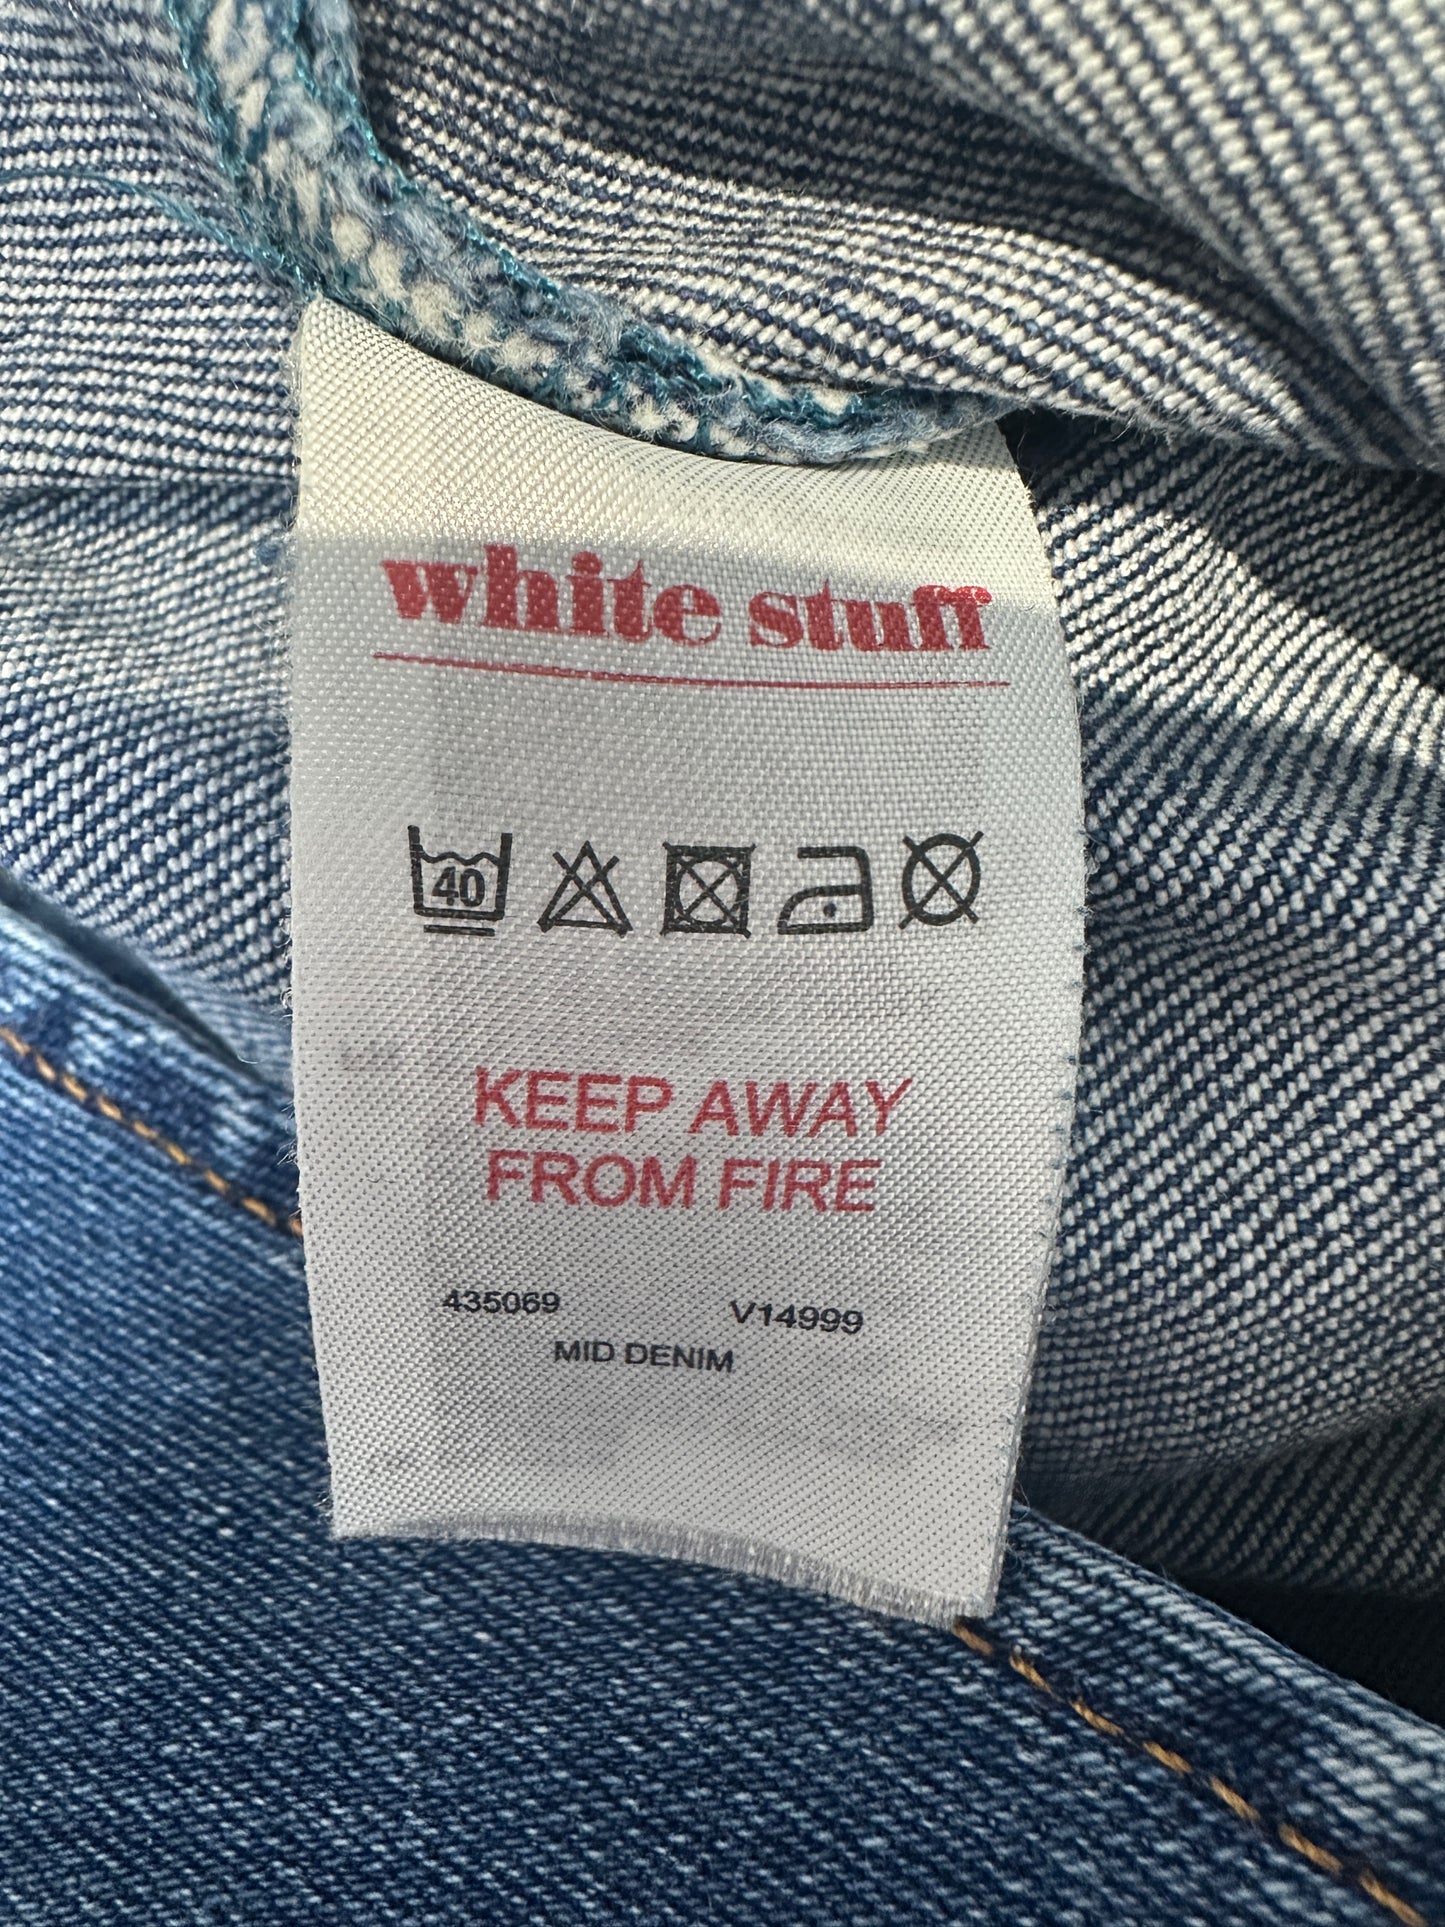 white stuff
40
KEEP AWAY
FROM FIRE
435069 V14999
MID DENIM